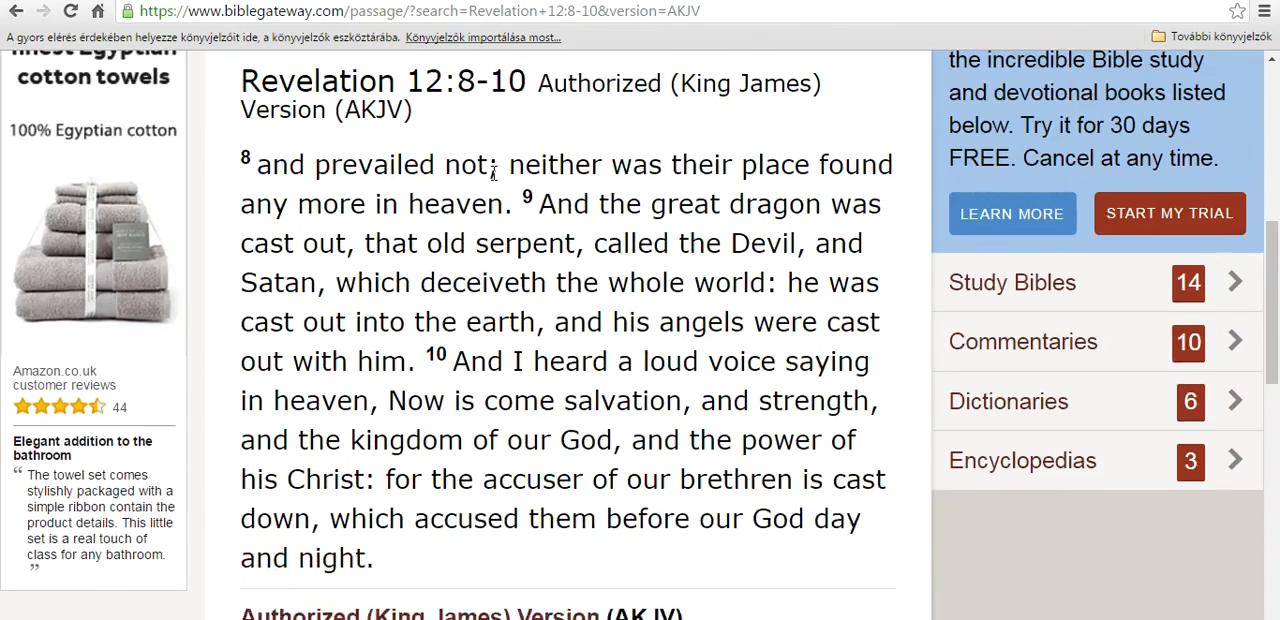 https://www.biblegateway.com/passage/?search=Revelation+12:8-10&version=AKJV
A gyors elérés érdekében helyezze könyvjelzőit ide, a könyvjelzők eszköztárába. Könyvjelzők importálása most...
További könyvjelzők
finest Egyptian
cotton towels
100% Egyptian cotton
Amazon.co.uk
customer reviews
44
Elegant addition to the
bathroom
“ The towel set comes
stylishly packaged with a
simple ribbon contain the
product details. This little
set is a real touch of
class for any bathroom.
”
Revelation 12:8-10 Authorized (King James)
Version (AKJV)
8 and prevailed not; neither was their place found
any more in heaven. 9 And the great dragon was
cast out, that old serpent, called the Devil, and
Satan, which deceiveth the whole world: he was
cast out into the earth, and his angels were cast
out with him. 10 And I heard a loud voice saying
in heaven, Now is come salvation, and strength,
and the kingdom of our God, and the power of
his Christ: for the accuser of our brethren is cast
down, which accused them before our God day
and night.
Authorized (King James) Version (AKJV)
the incredible Bible study
and devotional books listed
below. Try it for 30 days
FREE. Cancel at any time.
LEARN MORE
START MY TRIAL
Study Bibles 14
Commentaries 10
Dictionaries 6
Encyclopedias 3